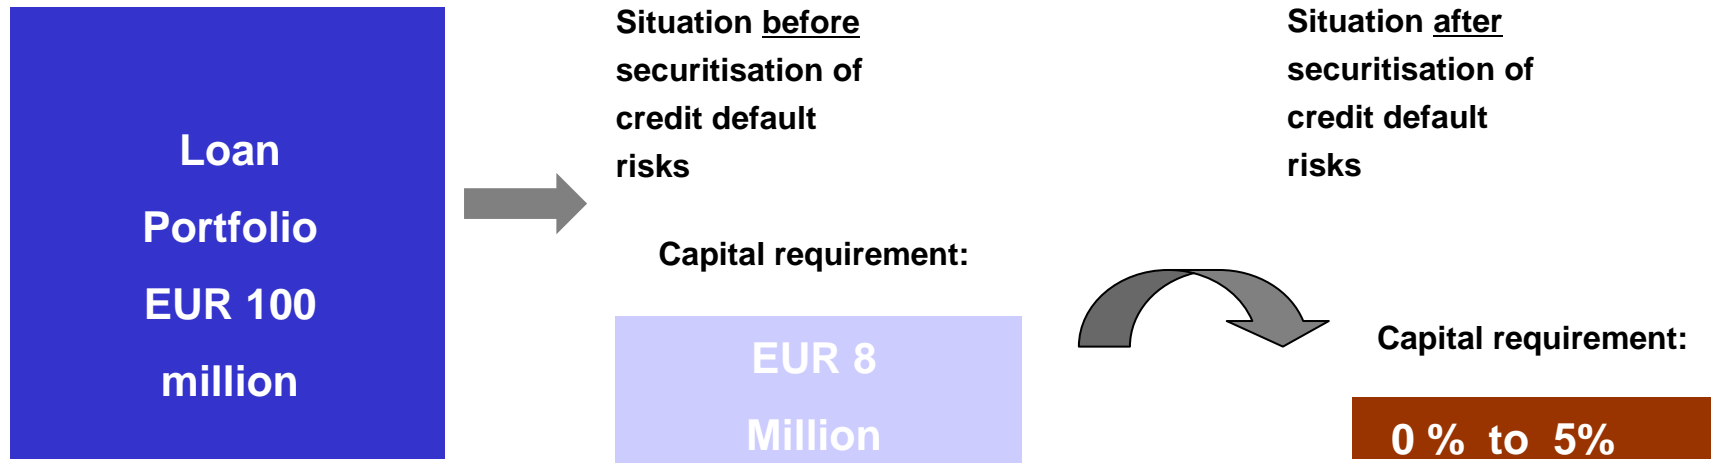 Loan
Portfolio
EUR 100
million
Situation before
securitisation of
credit default
risks
Capital requirement:
EUR 8
Million
Situation after
securitisation of
credit default
risks
Capital requirement:
0 % to 5%